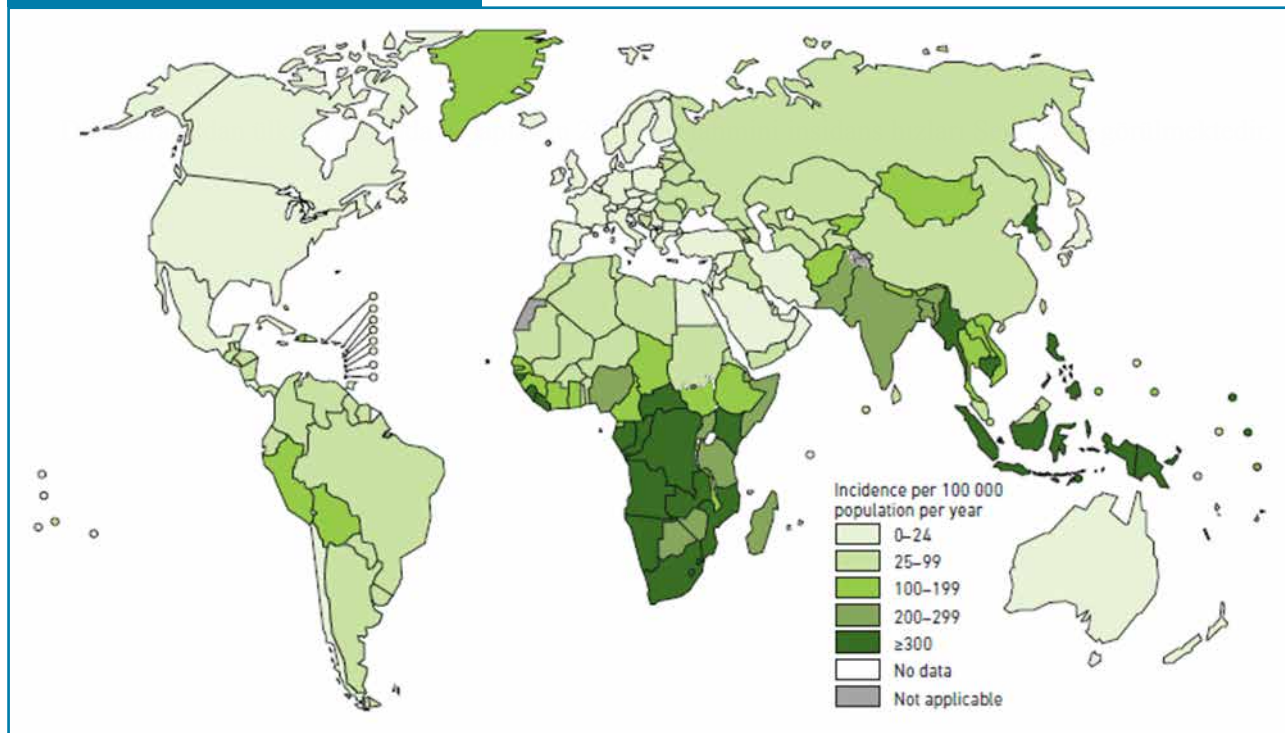 Incidence per 100 000
population per year
0–24
25–99
100–199
200–299
≥300
No data
Not applicable